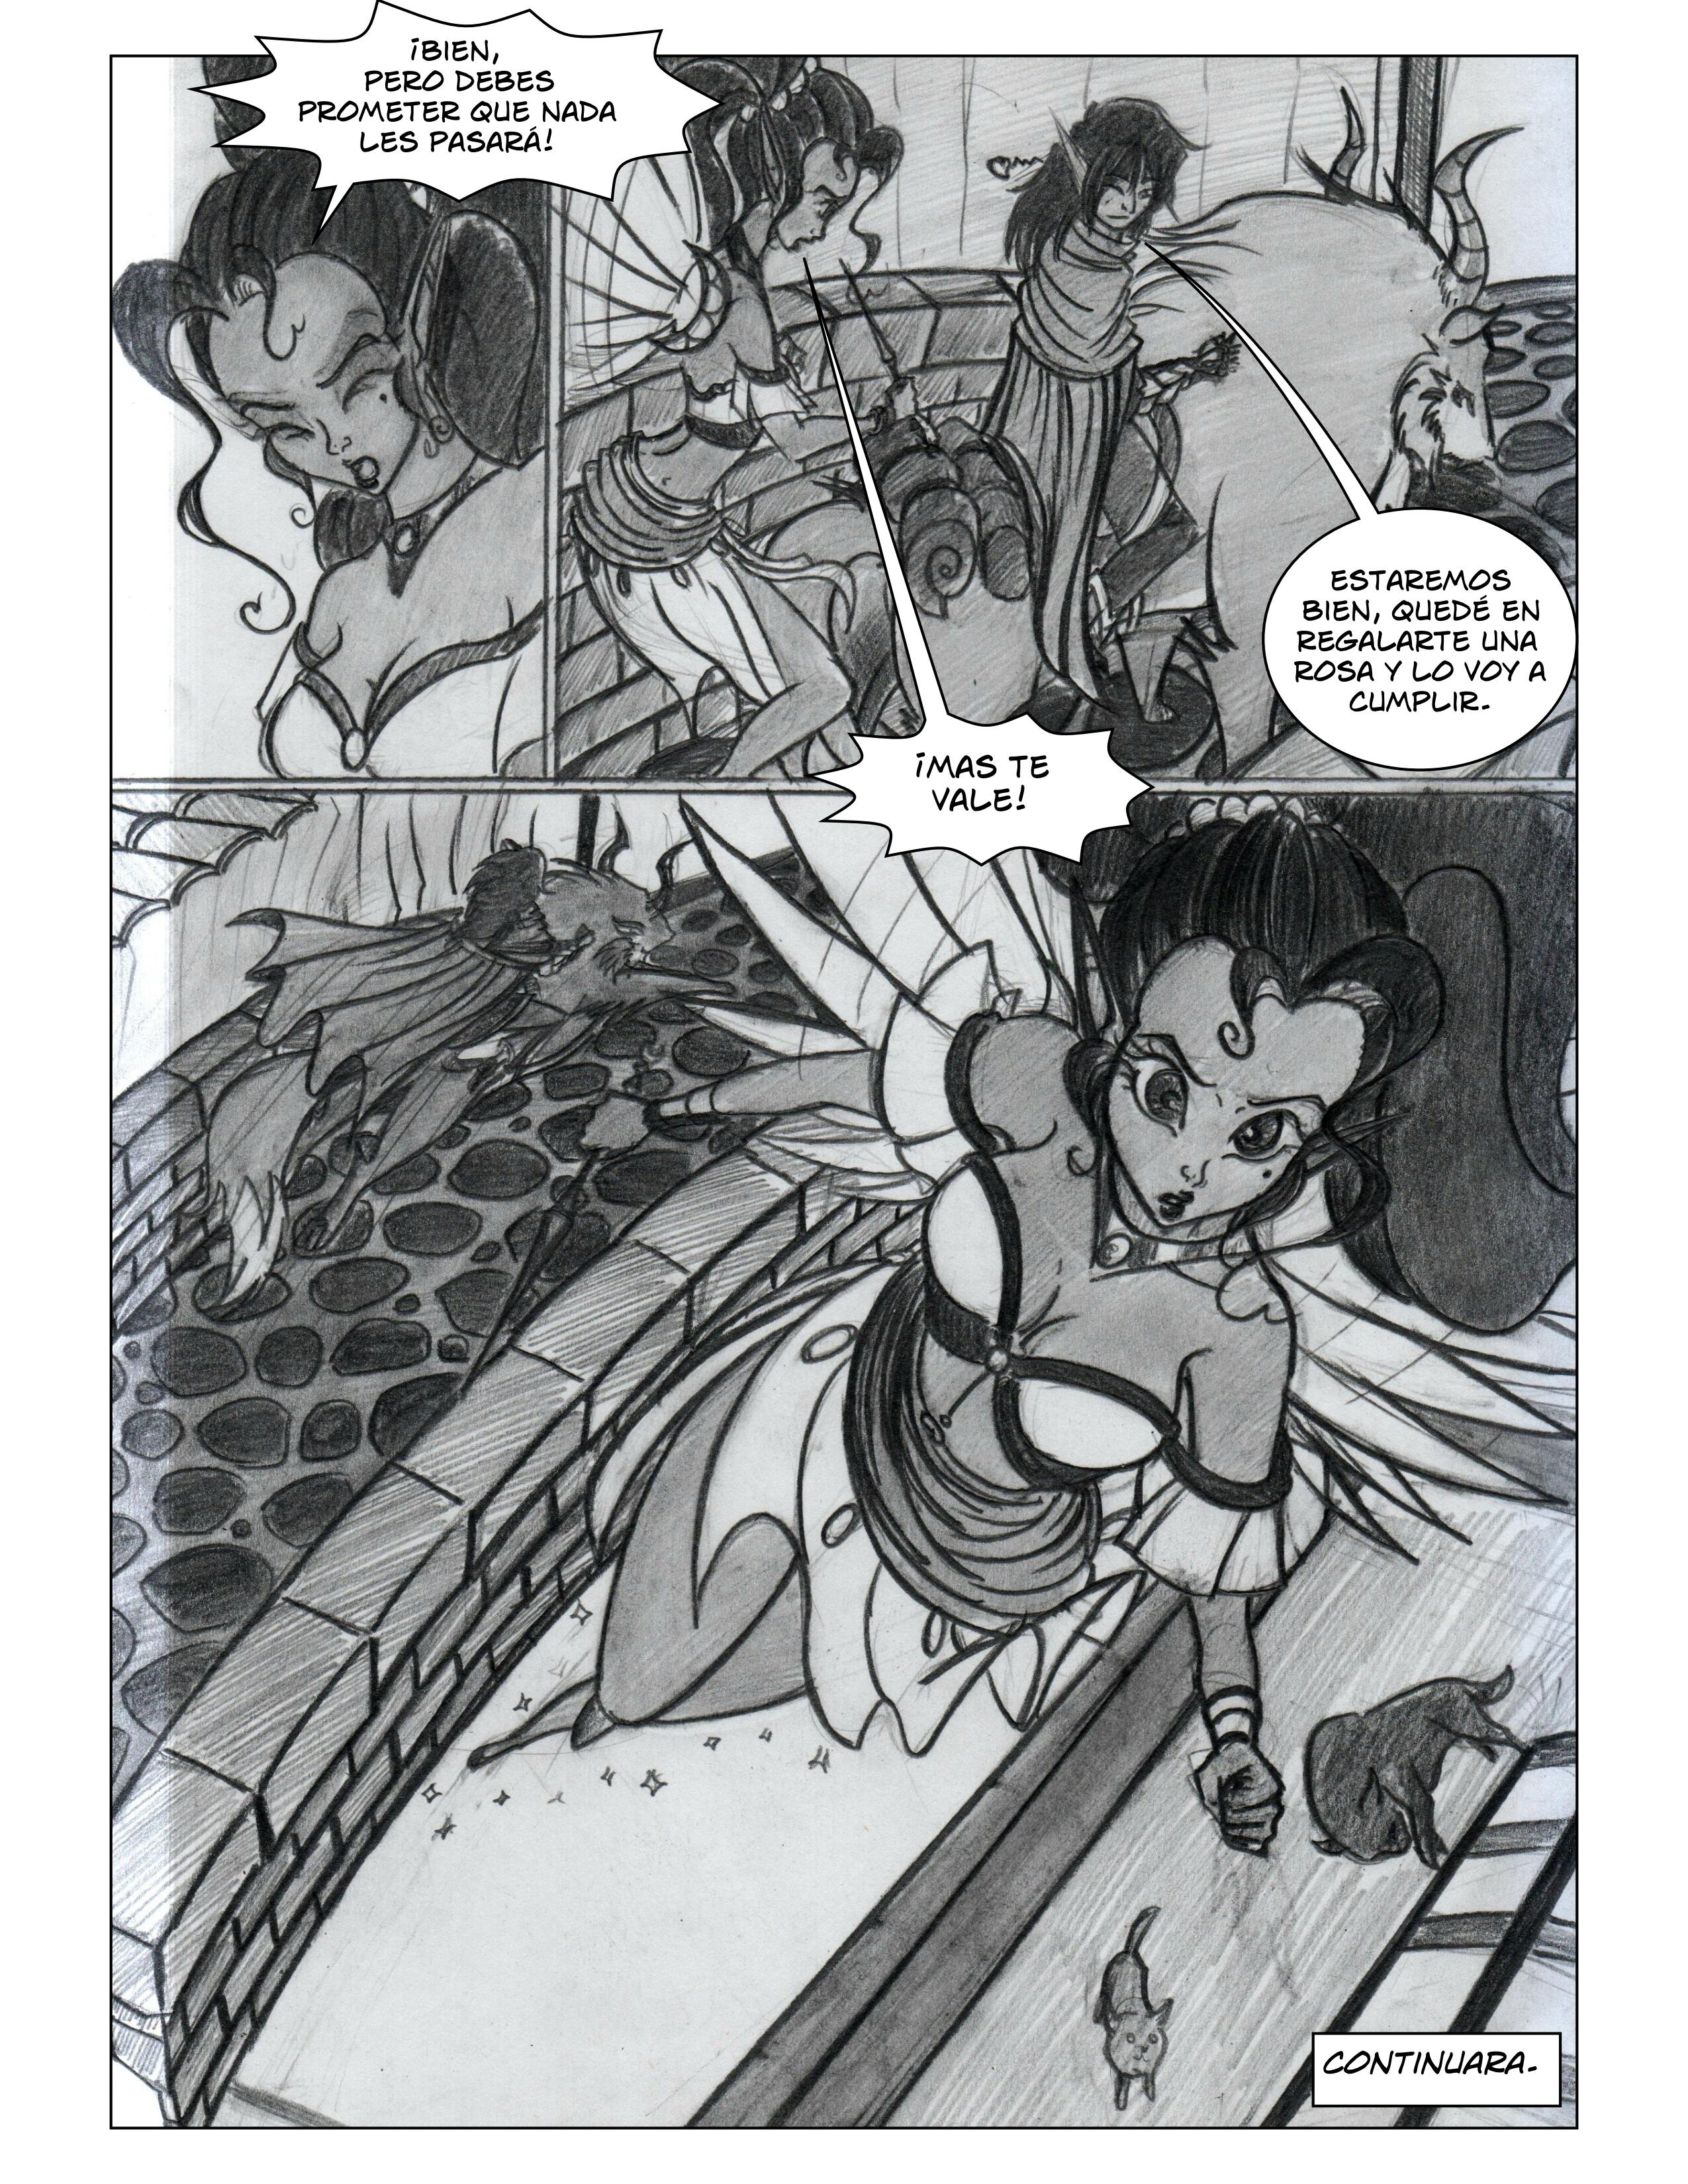 ¡BIEN,
PERO DEBES
PROMETER QUE NADA
LES PASARÁ!
ESTAREMOS
BIEN, QUEDÉ EN
REGALARTE UNA
ROSA Y LO VOY A
CUMPLIR.
¡MAS TE
VALE!
CONTINUARA.